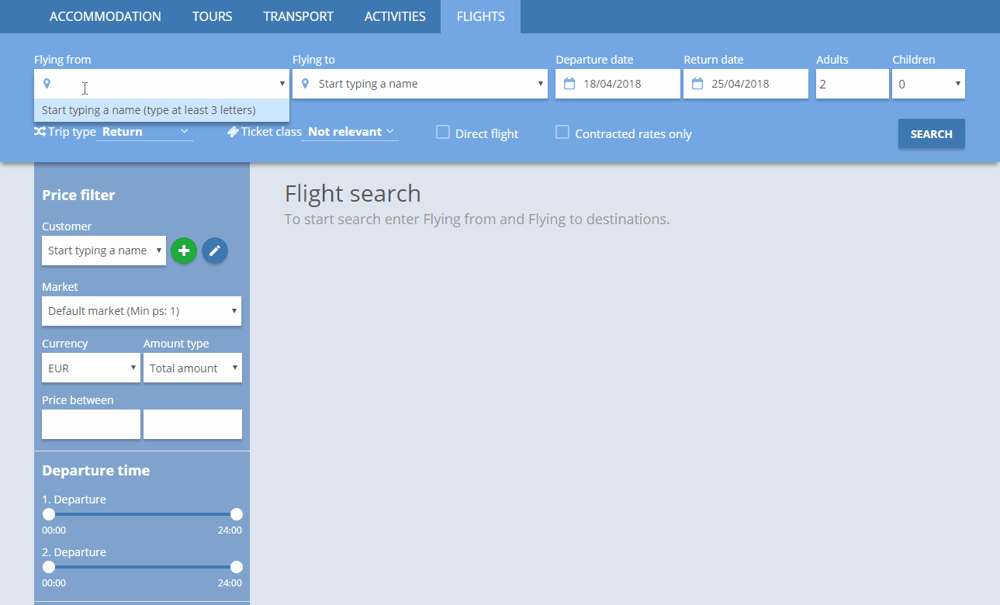 ACCOMMODATION TOURS TRANSPORT ACTIVITIES FLIGHTS
Flying from Flying to Departure date Return date Adults Children
Start typing a name 18/04/2018 25/04/2018 2 0
Start typing a name (type at least 3 letters)
Trip type Return Ticket class Not relevant Direct flight Contracted rates only SEARCH
Price filter
Flight search
To start search enter Flying from and Flying to destinations.
Customer
Start typing a name
Market
Default market (Min ps: 1)
Currency Amount type
EUR Total amount
Price between
Departure time
1. Departure
00:00 24:00
2. Departure
00:00 24:00